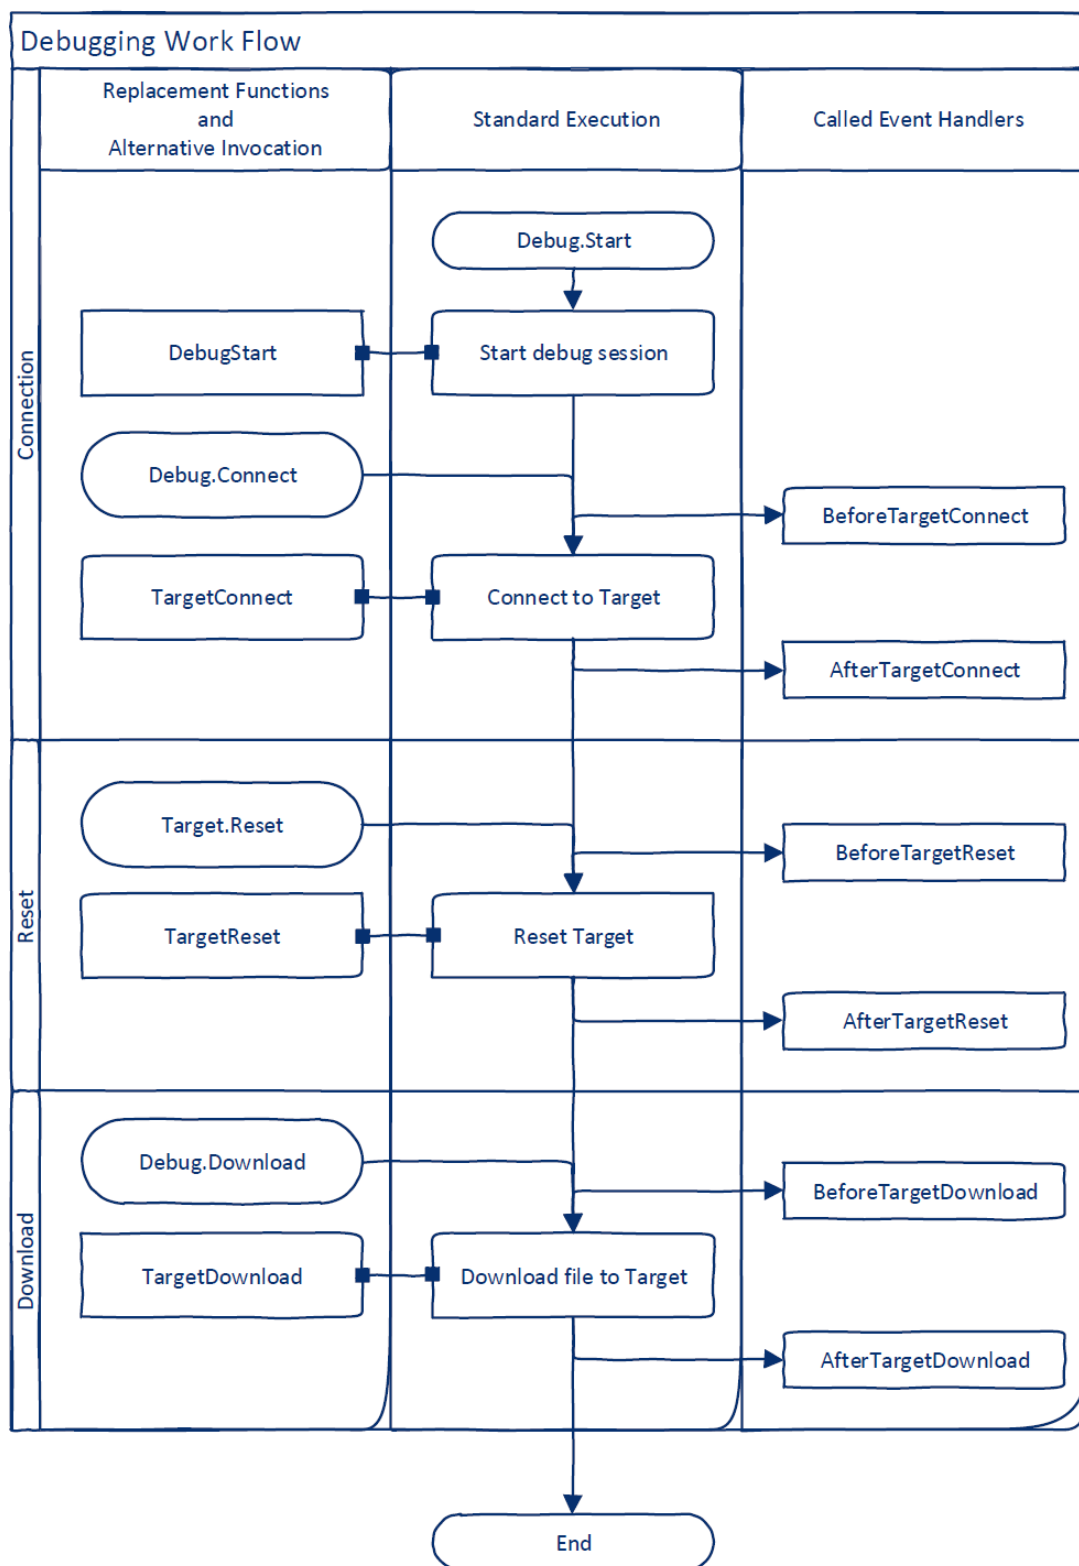 Debugging Work Flow
Replacement Functions
and
Alternative Invocation
Standard Execution
Called Event Handlers
Connection
Debug.Start
DebugStart
Start debug session
Debug.Connect
BeforeTargetConnect
TargetConnect
Connect to Target
AfterTargetConnect
Reset
Target.Reset
BeforeTargetReset
TargetReset
Reset Target
AfterTargetReset
Download
Debug.Download
BeforeTargetDownload
TargetDownload
Download file to Target
AfterTargetDownload
End